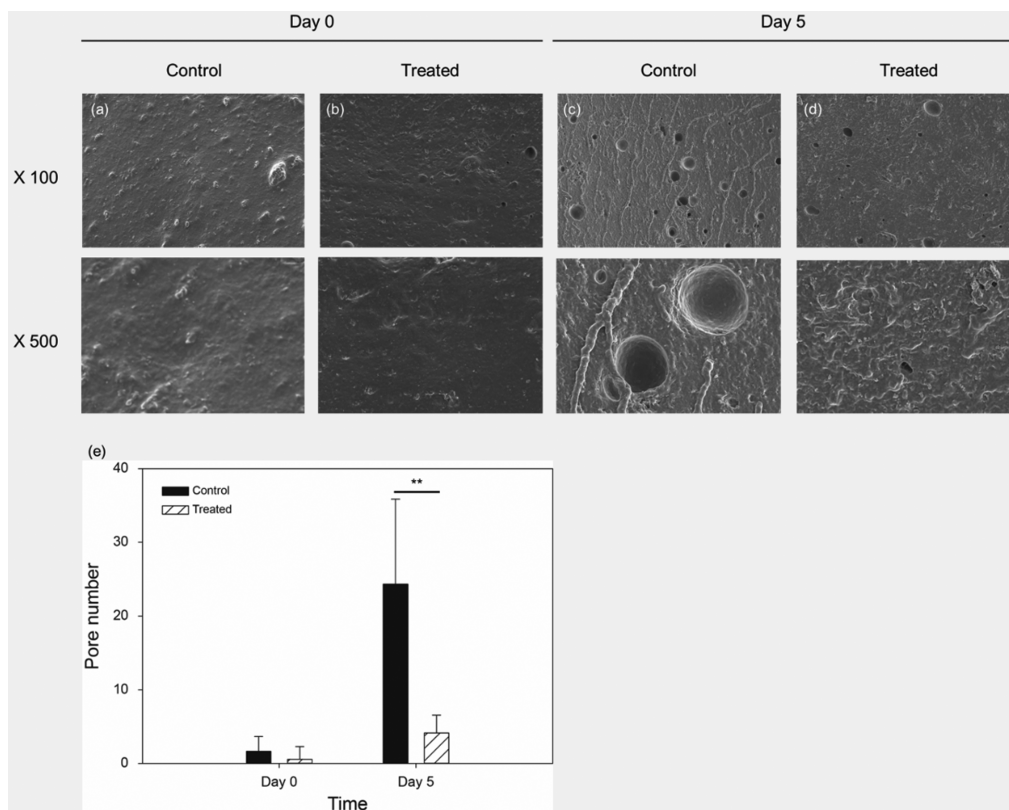 Day 0 Day 5
Control Treated Control Treated
(a) (b) (c) (d)
X 100
X 500
(e)
40
Control
**
Treated
30
Pore number
20
10
0
Day 0 Day 5
Time